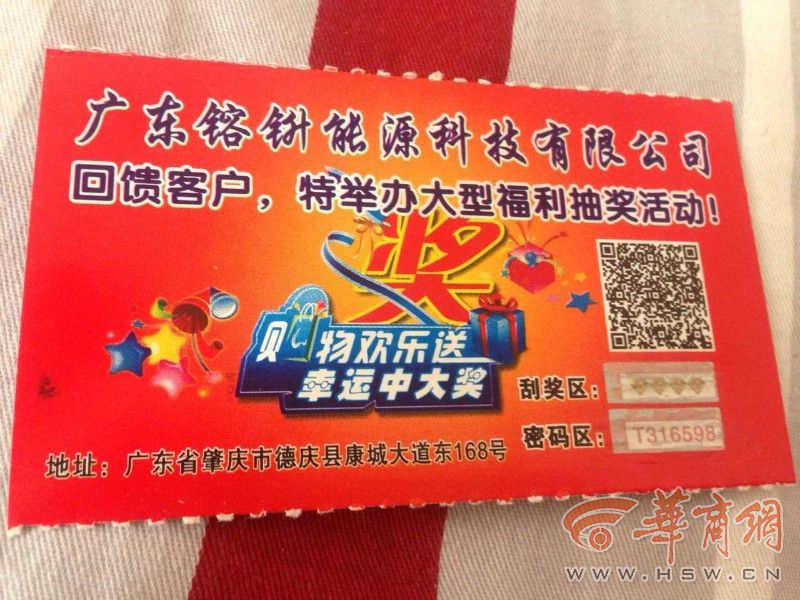 广东镕钘能源科技有限公司
回馈客户，特举办大型福利抽奖活动！
奖
购物欢乐送
幸运中大奖
刮奖区：
密码区：T316598
地址：广东省肇庆市德庆县康城大道东168号
华商网
WWW.HSW.CN